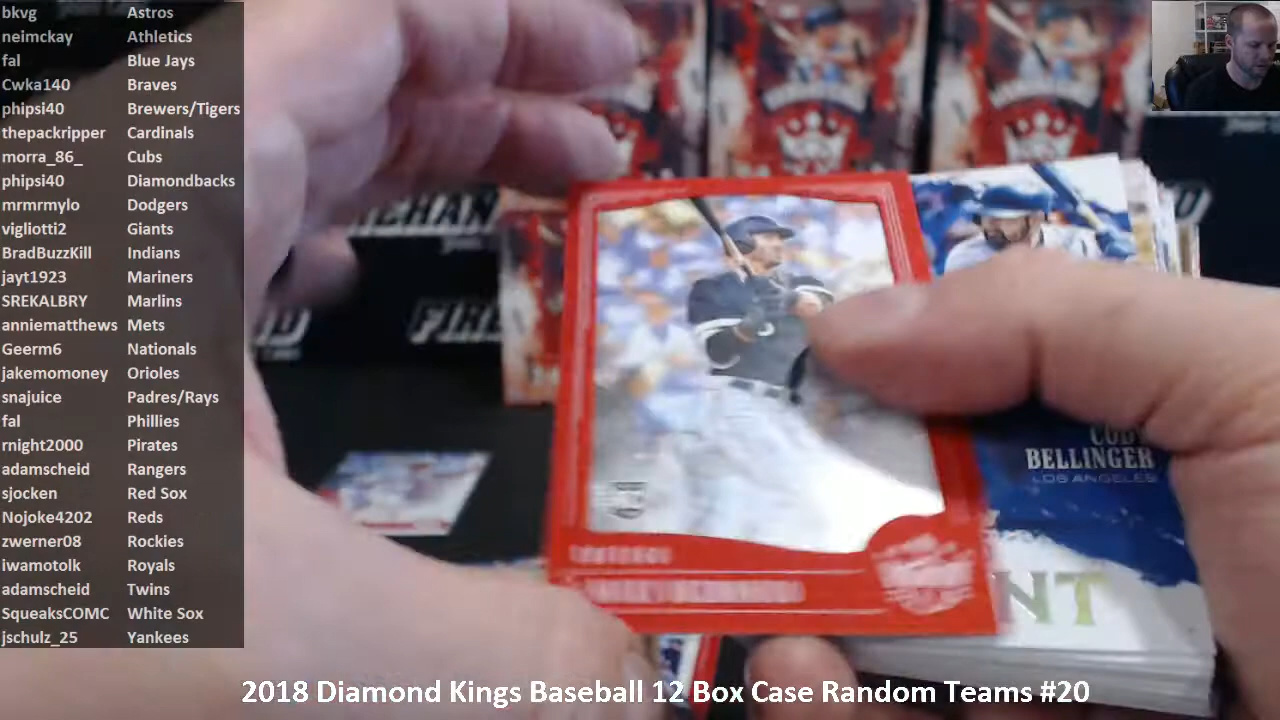 bkvg Astros
neimckay Athletics
fal Blue Jays
Cwka140 Braves
phipsi40 Brewers/Tigers
thepackripper Cardinals
morra_86_ Cubs
phipsi40 Diamondbacks
mrmrmylo Dodgers
vigliotti2 Giants
BradBuzzKill Indians
jayt1923 Mariners
SREKALBRY Marlins
anniematthews Mets
Geerm6 Nationals
jakemomoney Orioles
snajuice Padres/Rays
fal Phillies
rnight2000 Pirates
adamscheid Rangers
sjocken Red Sox
Nojoke4202 Reds
zwerner08 Rockies
iwamotolk Royals
adamscheid Twins
SqueaksCOMC White Sox
jschulz_25 Yankees
BELLINGER
LOS ANGELES
NT
2018 Diamond Kings Baseball 12 Box Case Random Teams #20